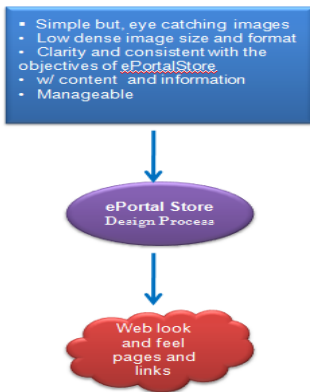 ▪ Simple but, eye catching images
• Low dense image size and format
• Clarity and consistent with the
objectives of ePortalStore
• w/ content and information
• Manageable
ePortal Store
Design Process
Web look
and feel
pages and
links